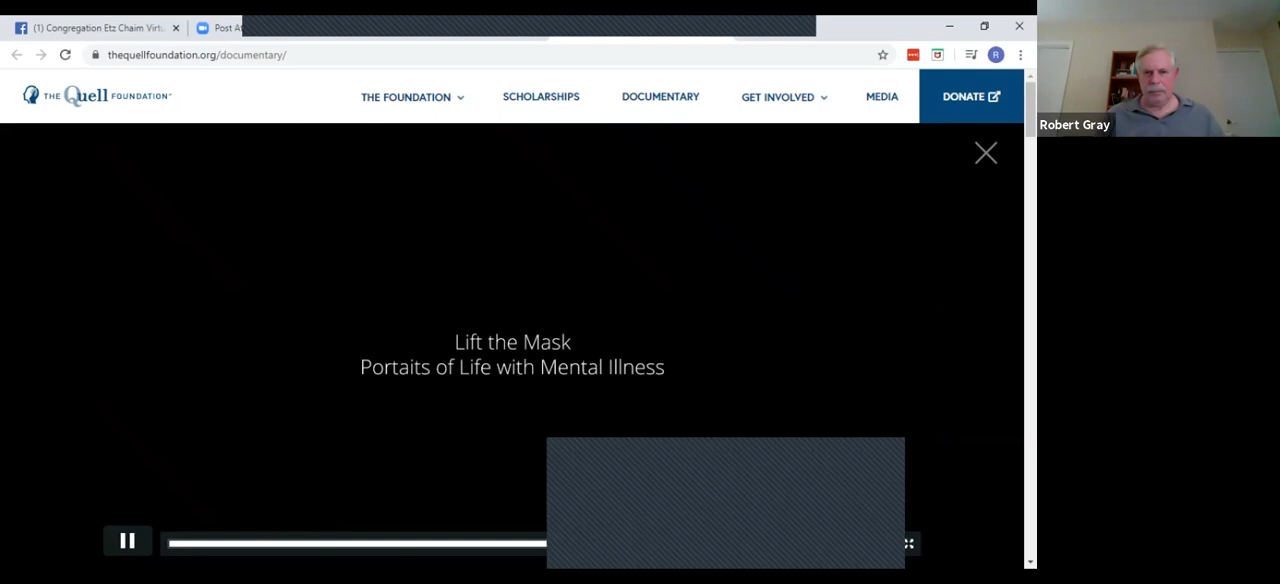 (1) Congregation Etz Chaim Virtu
Post A
thequellfoundation.org/documentary/
R
THE Quell FOUNDATION
THE FOUNDATION
SCHOLARSHIPS
DOCUMENTARY
GET INVOLVED
MEDIA
DONATE
Robert Gray
Lift the Mask
Portaits of Life with Mental Illness